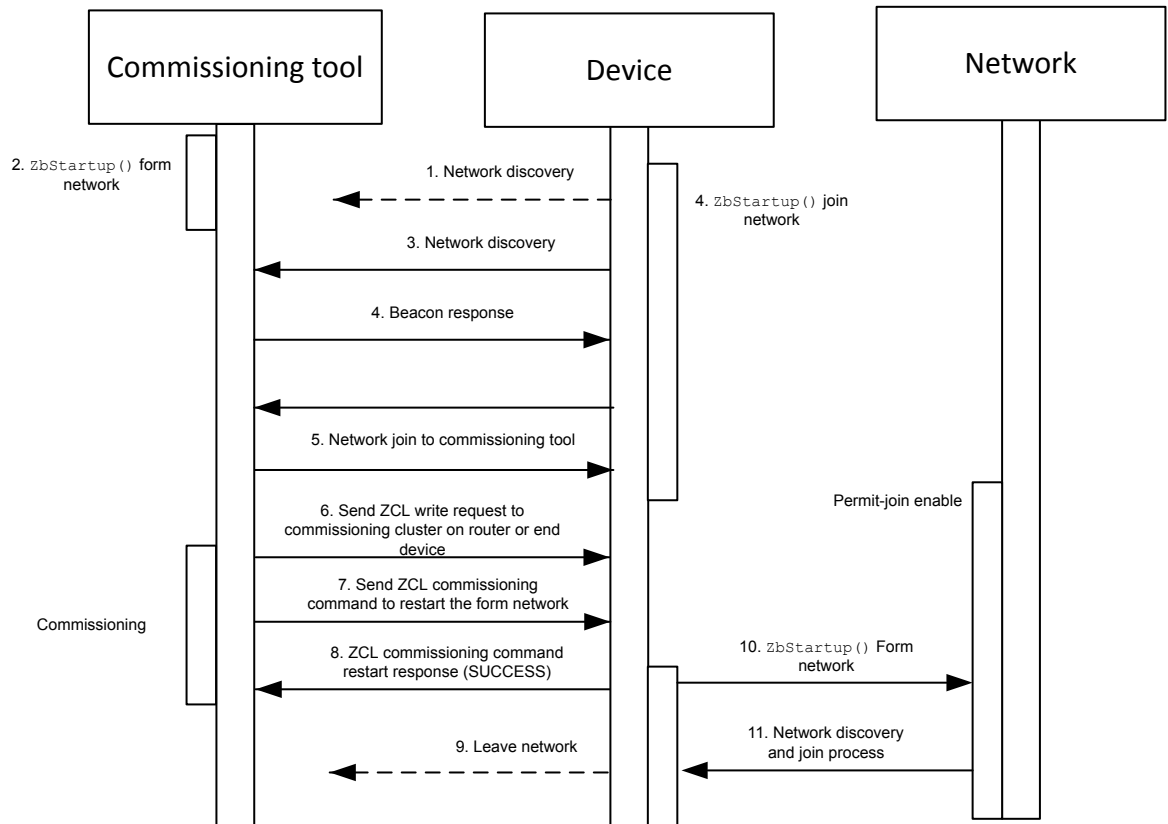 Commissioning tool
Device
Network
2. ZbStartup() form
network
1. Network discovery
4. ZbStartup() join
network
3. Network discovery
4. Beacon response
5. Network join to commissioning tool
Permit-join enable
6. Send ZCL write request to
commissioning cluster on router or end
device
7. Send ZCL commissioning
command to restart the form network
Commissioning
8. ZCL commissioning command
restart response (SUCCESS)
10. ZbStartup() Form
network
9. Leave network
11. Network discovery
and join process